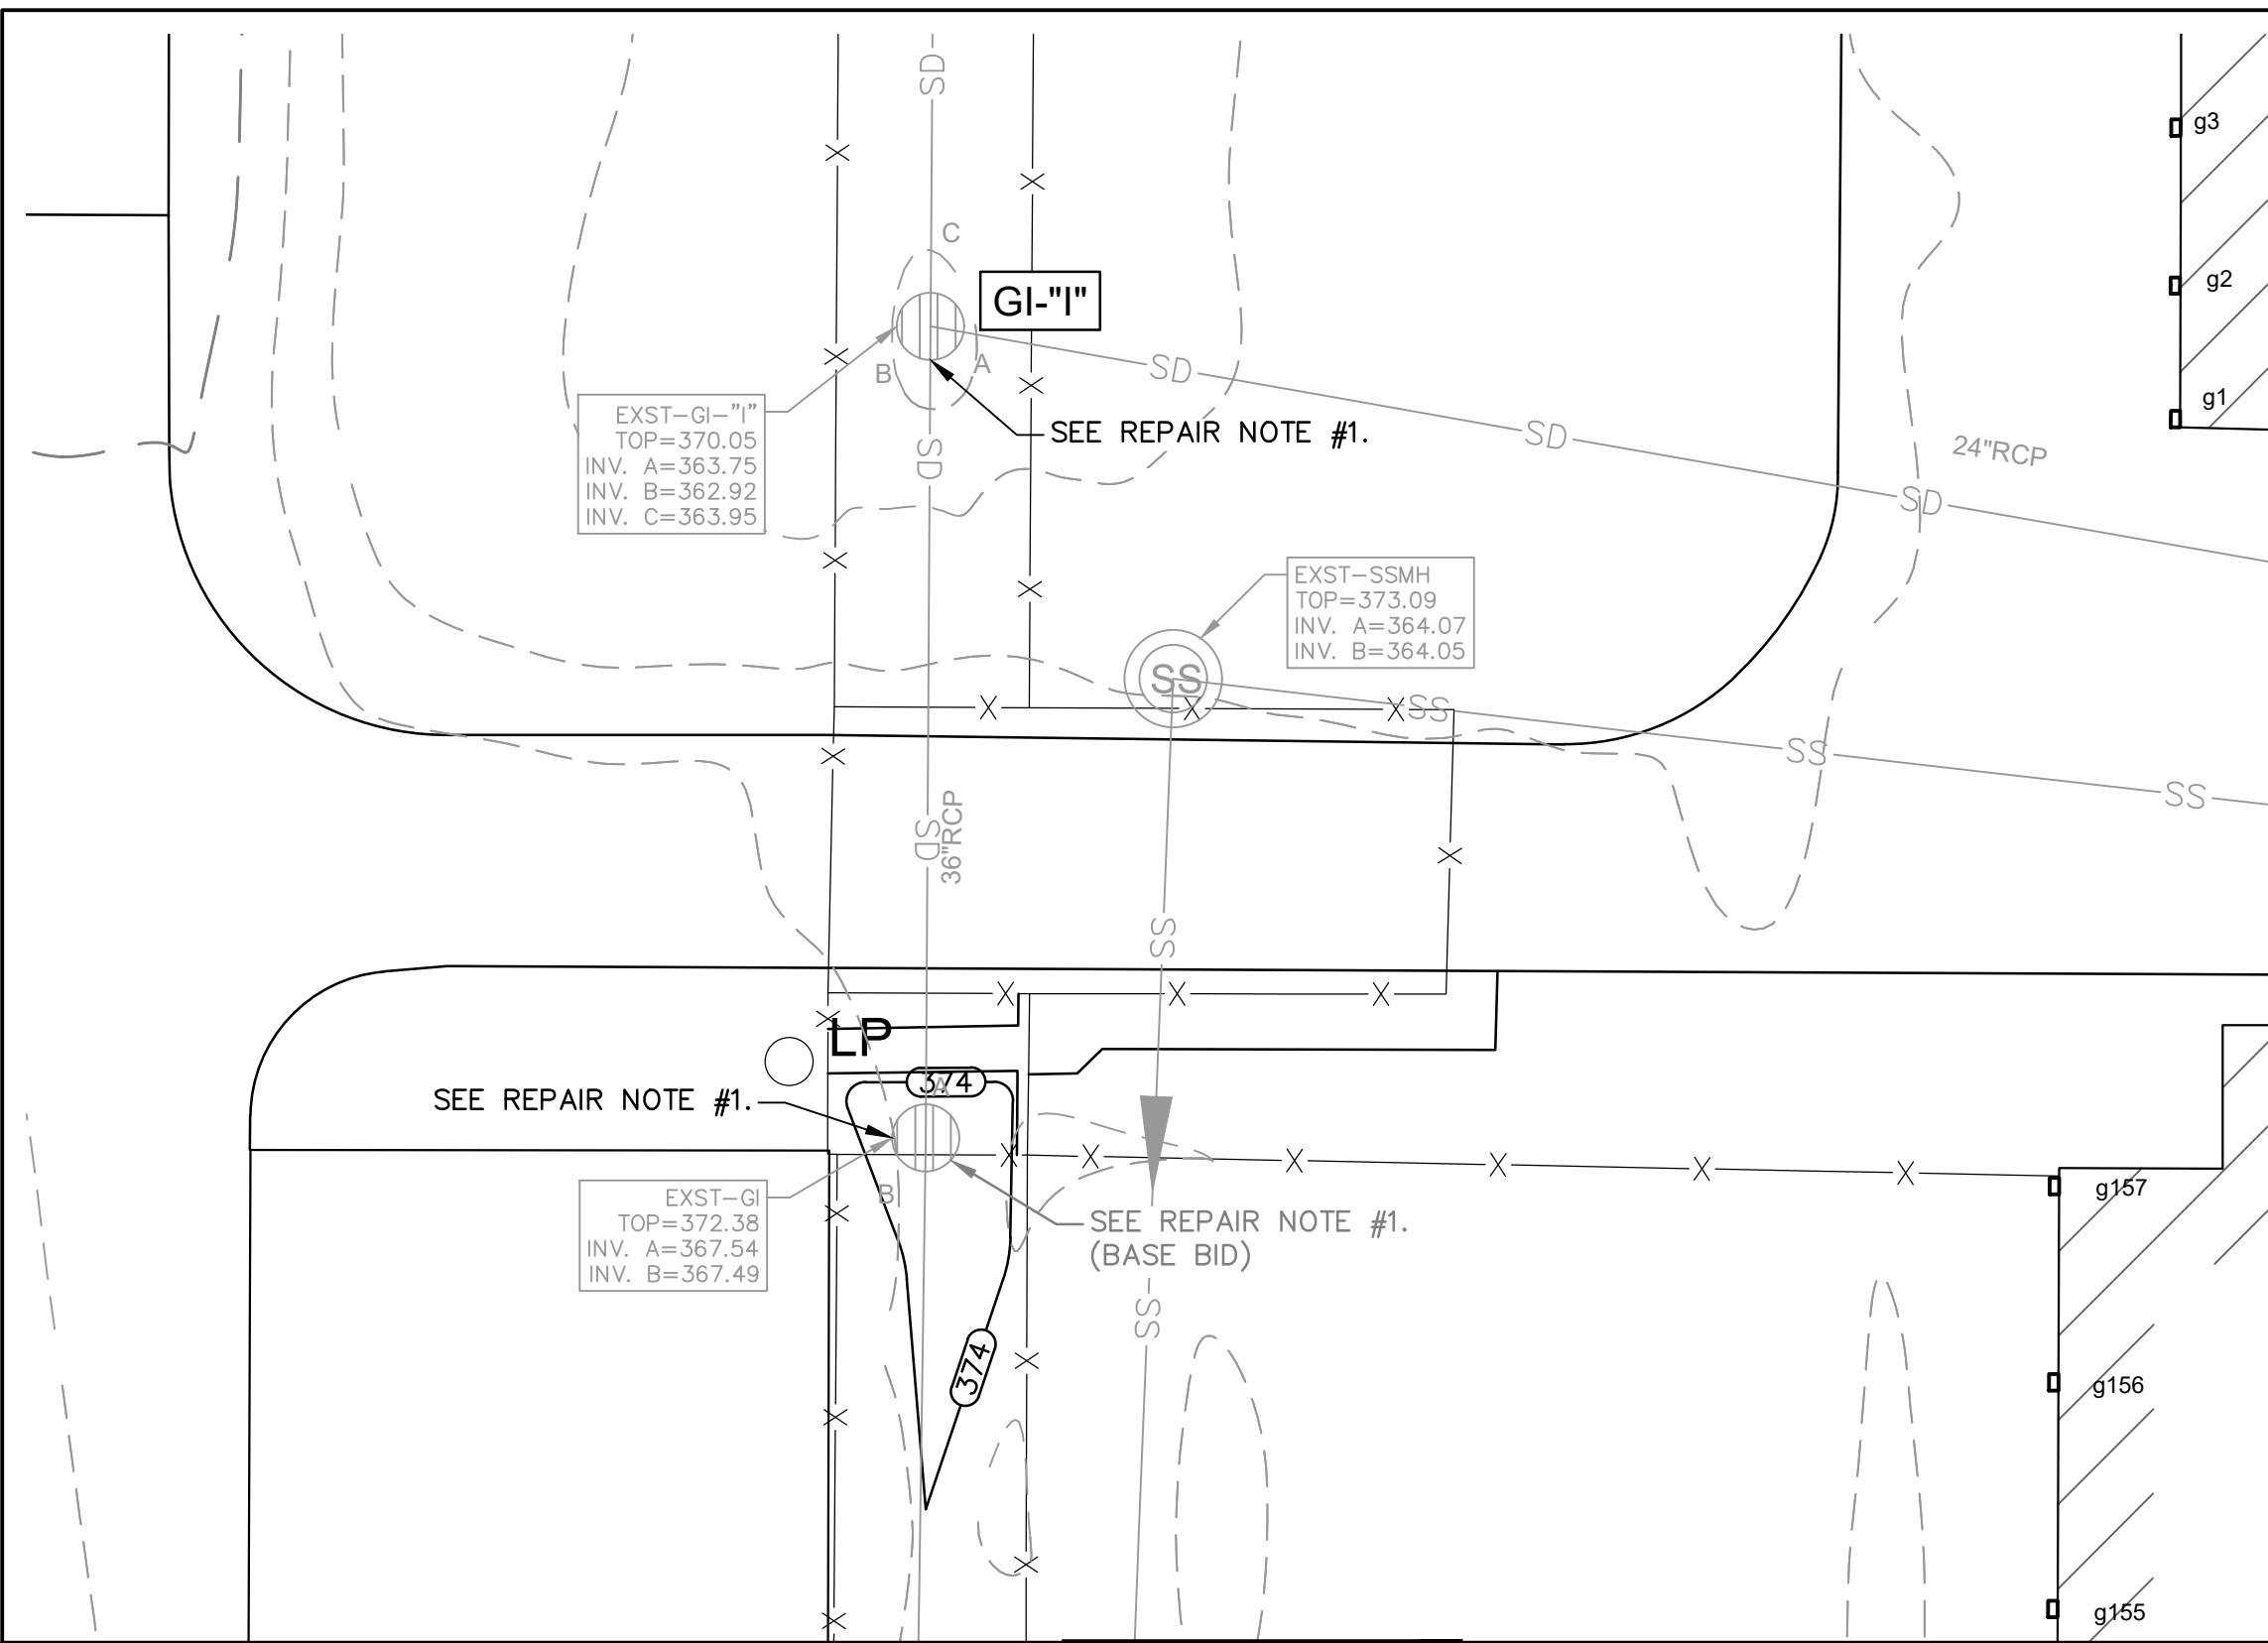 SD
g3
g2
C
GI-"I"
B
A
SD
g1
EXST-GI-"I"
TOP=370.05
INV. A=363.75
INV. B=362.92
INV. C=363.95
SEE REPAIR NOTE #1.
SD
SD
24"RCP
SD
EXST-SSMH
TOP=373.09
INV. A=364.07
INV. B=364.05
SS
SS
SS
SS
SD
36"RCP
SS
LP
374
A
SEE REPAIR NOTE #1.
B
EXST-GI
TOP=372.38
INV. A=367.54
INV. B=367.49
SEE REPAIR NOTE #1.
(BASE BID)
g157
SS
374
g156
g155